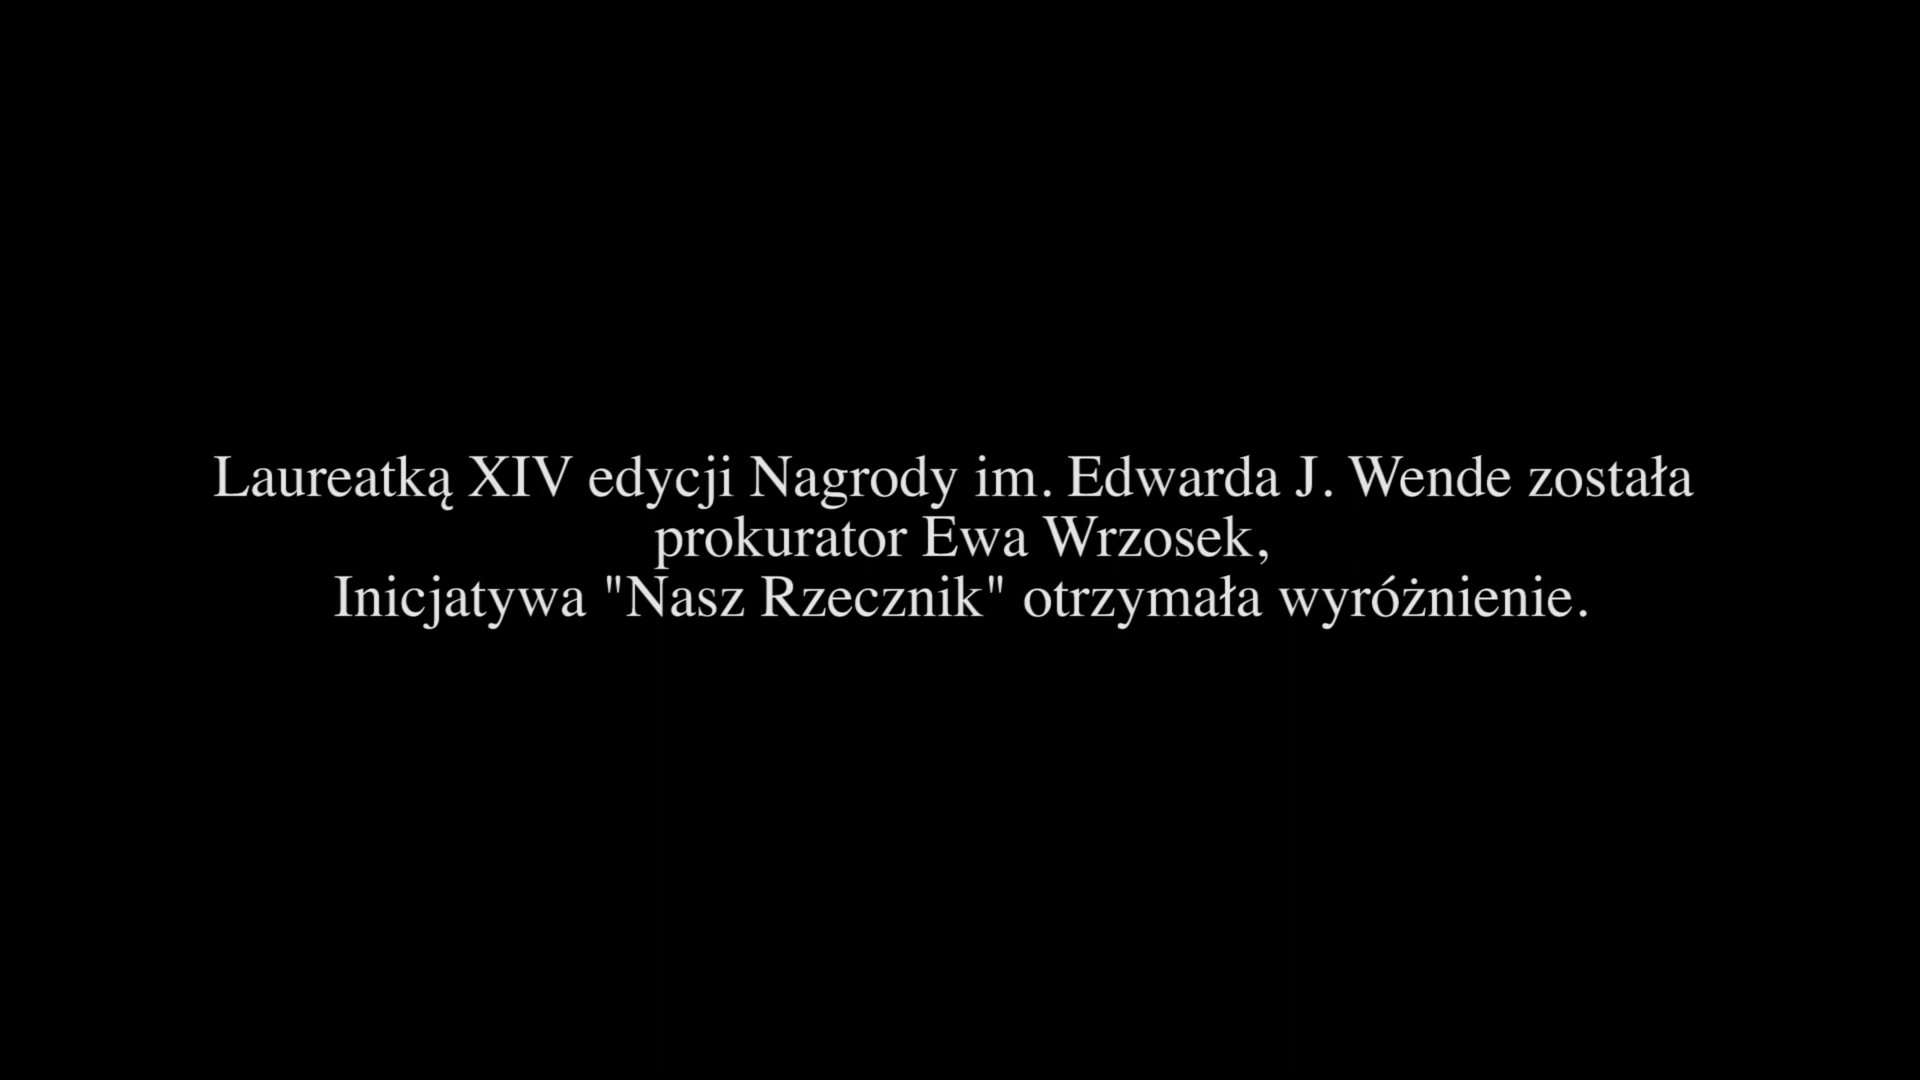 Laureatką XIV edycji Nagrody im. Edwarda J. Wende została
prokurator Ewa Wrzosek,
Inicjatywa "Nasz Rzecznik" otrzymała wyróżnienie.